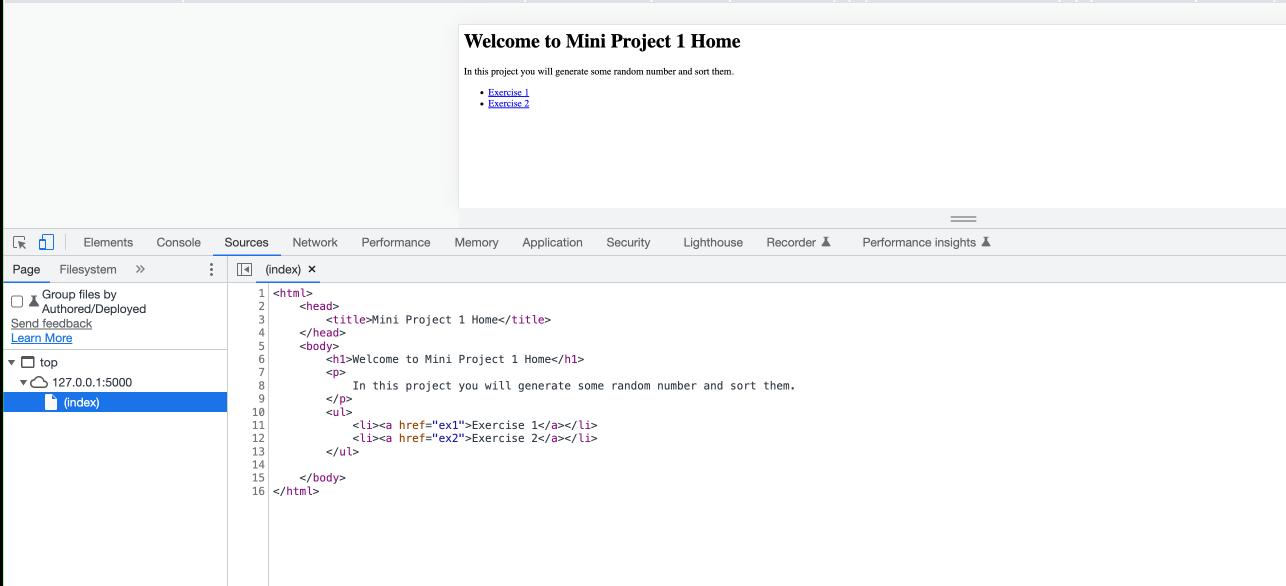 Welcome to Mini Project 1 Home
In this project you will generate some random number and sort them.
• Exercise 1
• Exercise 2
Elements Console Sources Network Performance Memory Application Security Lighthouse Recorder Performance insights
Page Filesystem » (index) ×
Group files by
Authored/Deployed
Send feedback
Learn More
top
127.0.0.1:5000
(index)
1 <html>
2     <head>
3         <title>Mini Project 1 Home</title>
4     </head>
5     <body>
6         <h1>Welcome to Mini Project 1 Home</h1>
7         <p>
8             In this project you will generate some random number and sort them.
9         </p>
10         <ul>
11             <li><a href="ex1">Exercise 1</a></li>
12             <li><a href="ex2">Exercise 2</a></li>
13         </ul>
14
15     </body>
16 </html>